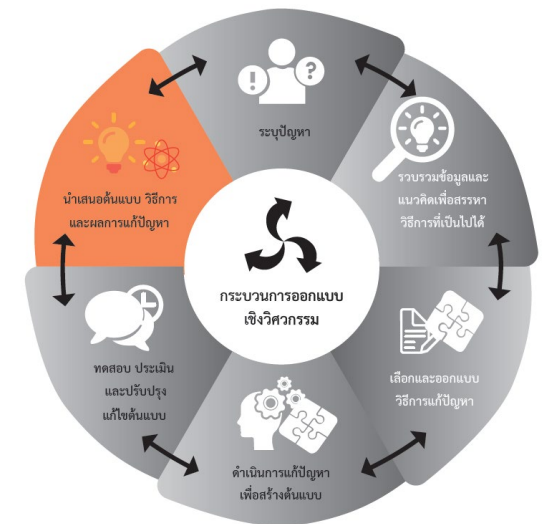 ระบุปัญหา
รวบรวมข้อมูลและ
แนวคิดเพื่อสรรหา
วิธีการที่เป็นไปได้
เลือกและออกแบบ
วิธีการแก้ปัญหา
ดำเนินการแก้ปัญหา
เพื่อสร้างต้นแบบ
ทดสอบ ประเมิน
และปรับปรุง
แก้ไขต้นแบบ
นำเสนอต้นแบบ วิธีการ
และผลการแก้ปัญหา
กระบวนการออกแบบ
เชิงวิศวกรรม